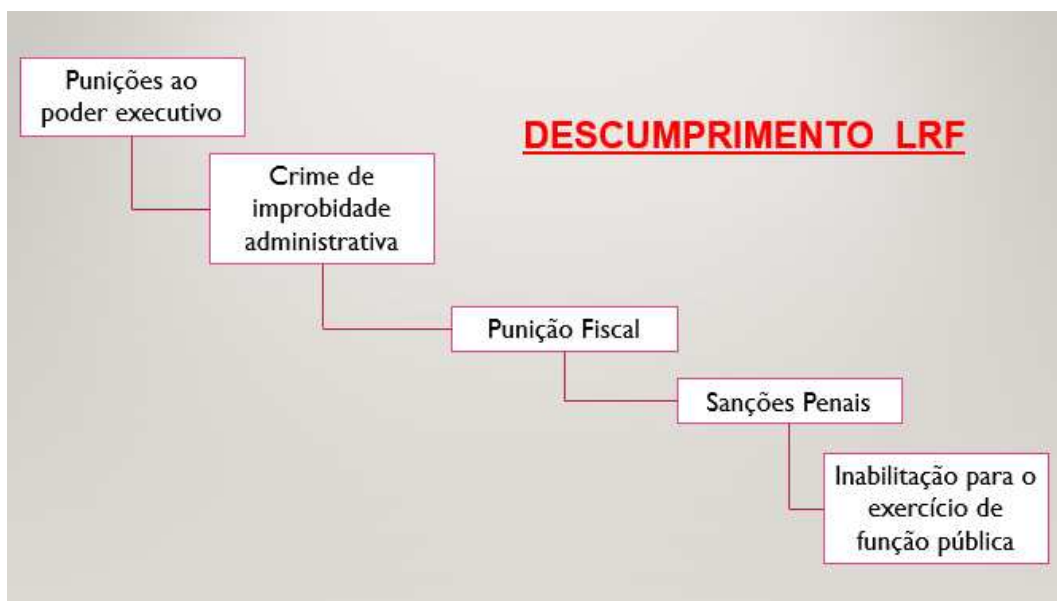 Punições ao
poder executivo
DESCUMPRIMENTO LRF
Crime de
improbidade
administrativa
Punição Fiscal
Sanções Penais
Inabilitação para o
exercício de
função pública